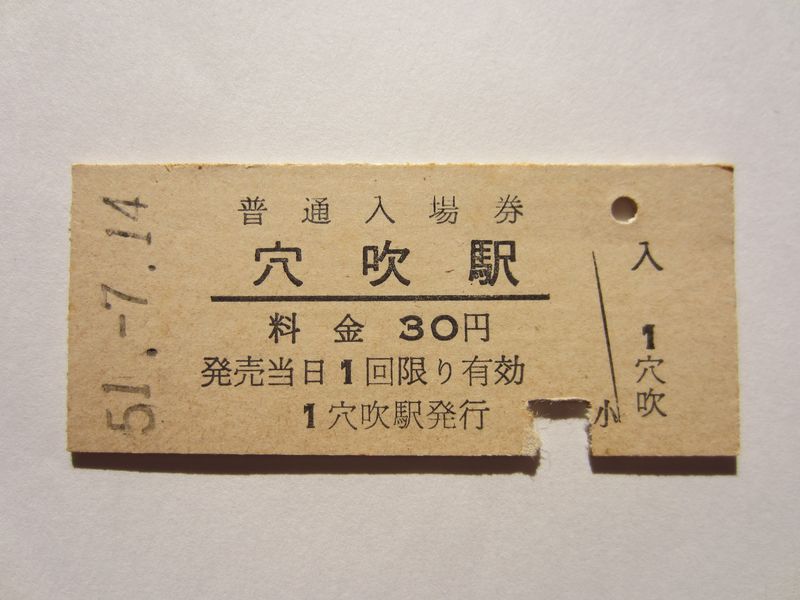 51.-7.14
普通入場券
穴吹駅
料金 30円
発売当日1回限り有効
1穴吹駅発行
小
入
1
穴吹